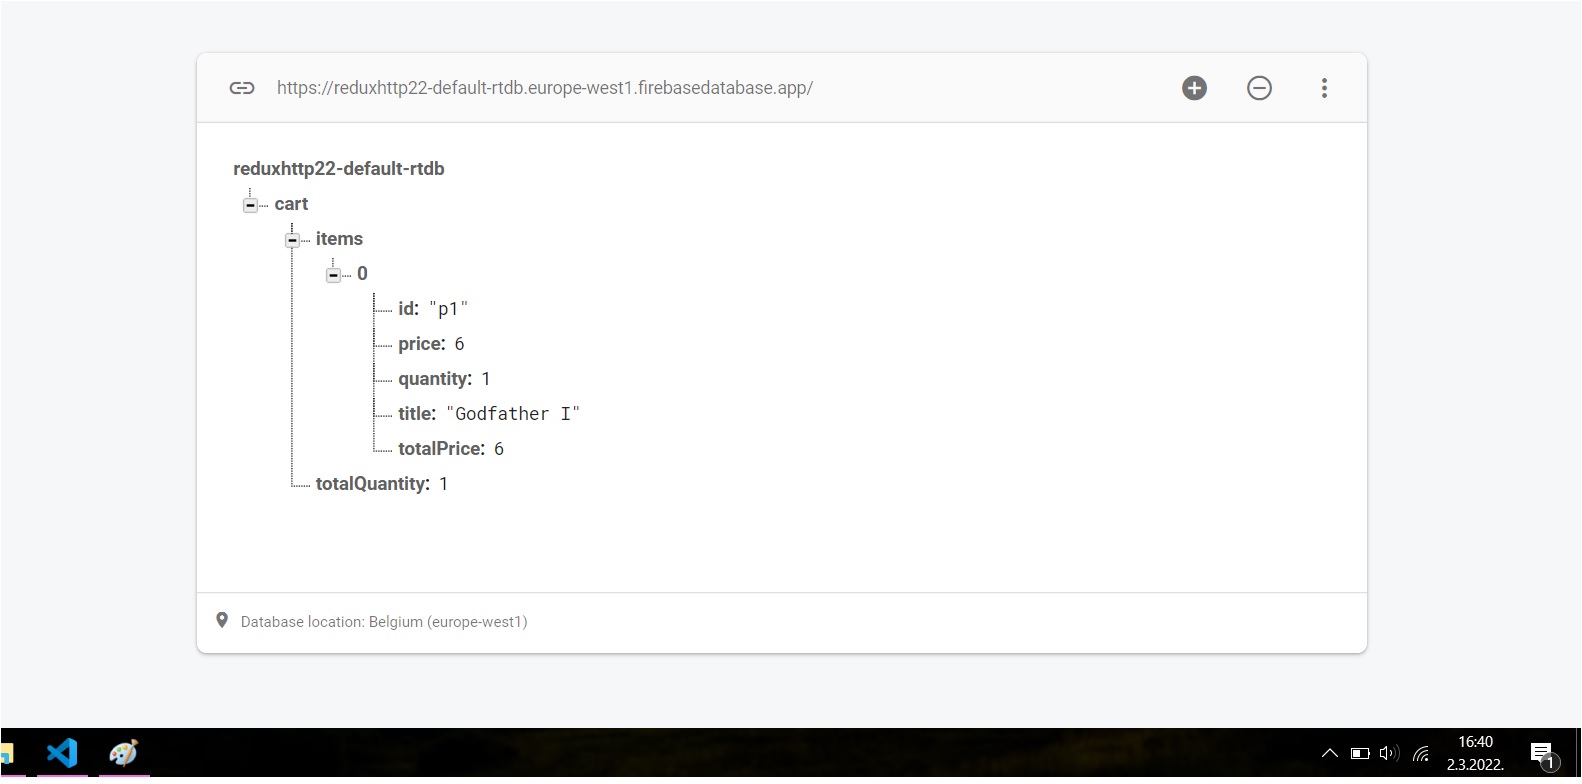 https://reduxhttp22-default-rtdb.europe-west1.firebasedatabase.app/
reduxhttp22-default-rtdb
cart
items
0
id: "p1"
price: 6
quantity: 1
title: "Godfather I"
totalPrice: 6
totalQuantity: 1
Database location: Belgium (europe-west1)
16:40
2.3.2022.
1